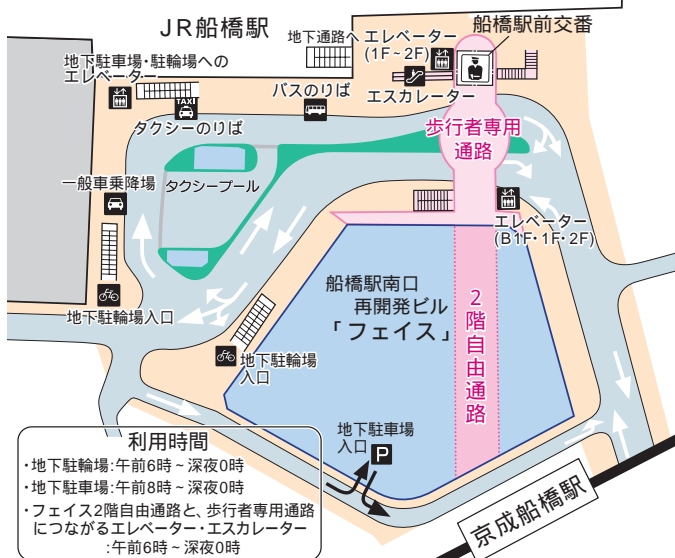 JR船橋駅
船橋駅前交番
地下通路へ
エレベーター
(1F~2F)
地下駐車場・駐輪場への
エレベーター
エスカレーター
バスのりば
TAXI
タクシーのりば
歩行者専用
通路
一般車乗降場
タクシープール
エレベーター
(B1F・1F・2F)
船橋駅南口
再開発ビル
「フェイス」
2階自由通路
地下駐輪場入口
地下駐輪場
入口
地下駐車場
入口
P
利用時間
・地下駐輪場:午前6時~深夜0時
・地下駐車場:午前8時~深夜0時
・フェイス2階自由通路と、歩行者専用通路
につながるエレベーター・エスカレーター
:午前6時~深夜0時
京成船橋駅